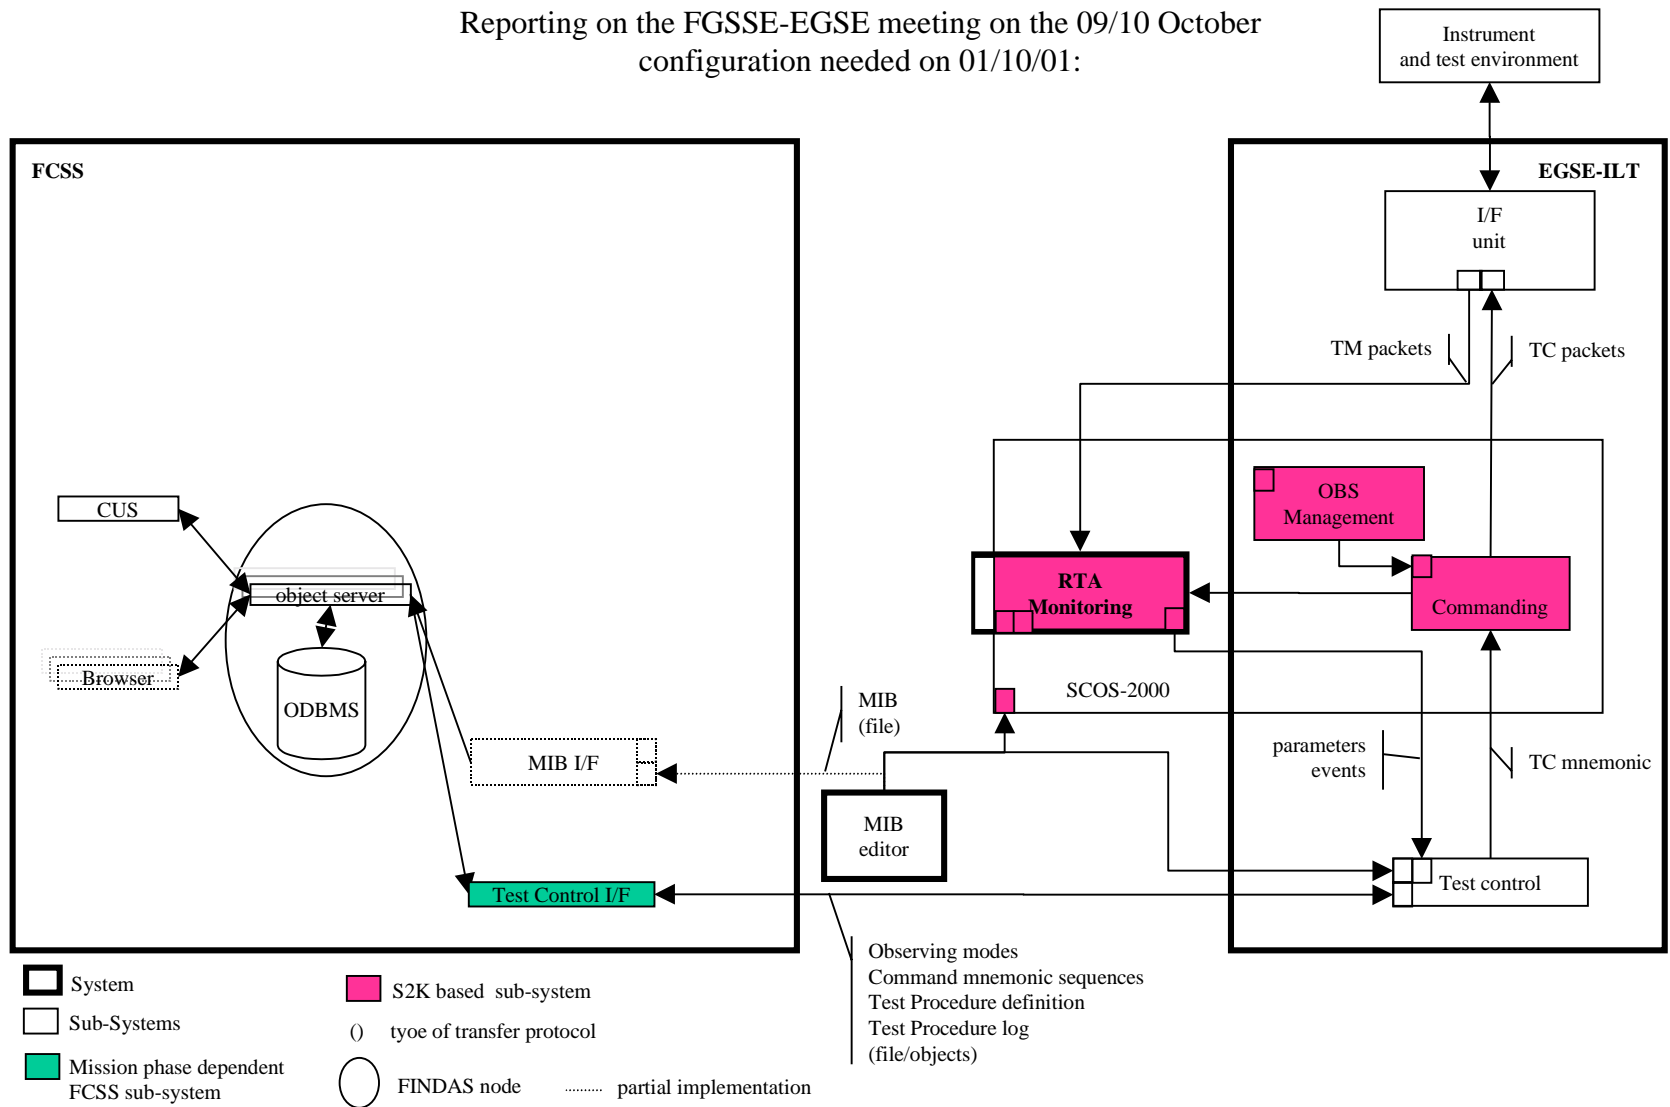 Reporting on the FGSSE-EGSE meeting on the 09/10 October
configuration needed on 01/10/01:
Instrument
and test environment
FCSS
EGSE-ILT
I/F
unit
TM packets
TC packets
OBS
Management
CUS
object server
RTA
Monitoring
Commanding
Browser
ODBMS
SCOS-2000
MIB
(file)
MIB I/F
parameters
events
TC mnemonic
MIB
editor
Test Control I/F
Test control
Observing modes
Command mnemonic sequences
Test Procedure definition
Test Procedure log
(file/objects)
System
Sub-Systems
Mission phase dependent
FCSS sub-system
S2K based sub-system
() tyoe of transfer protocol
FINDAS node
.......... partial implementation